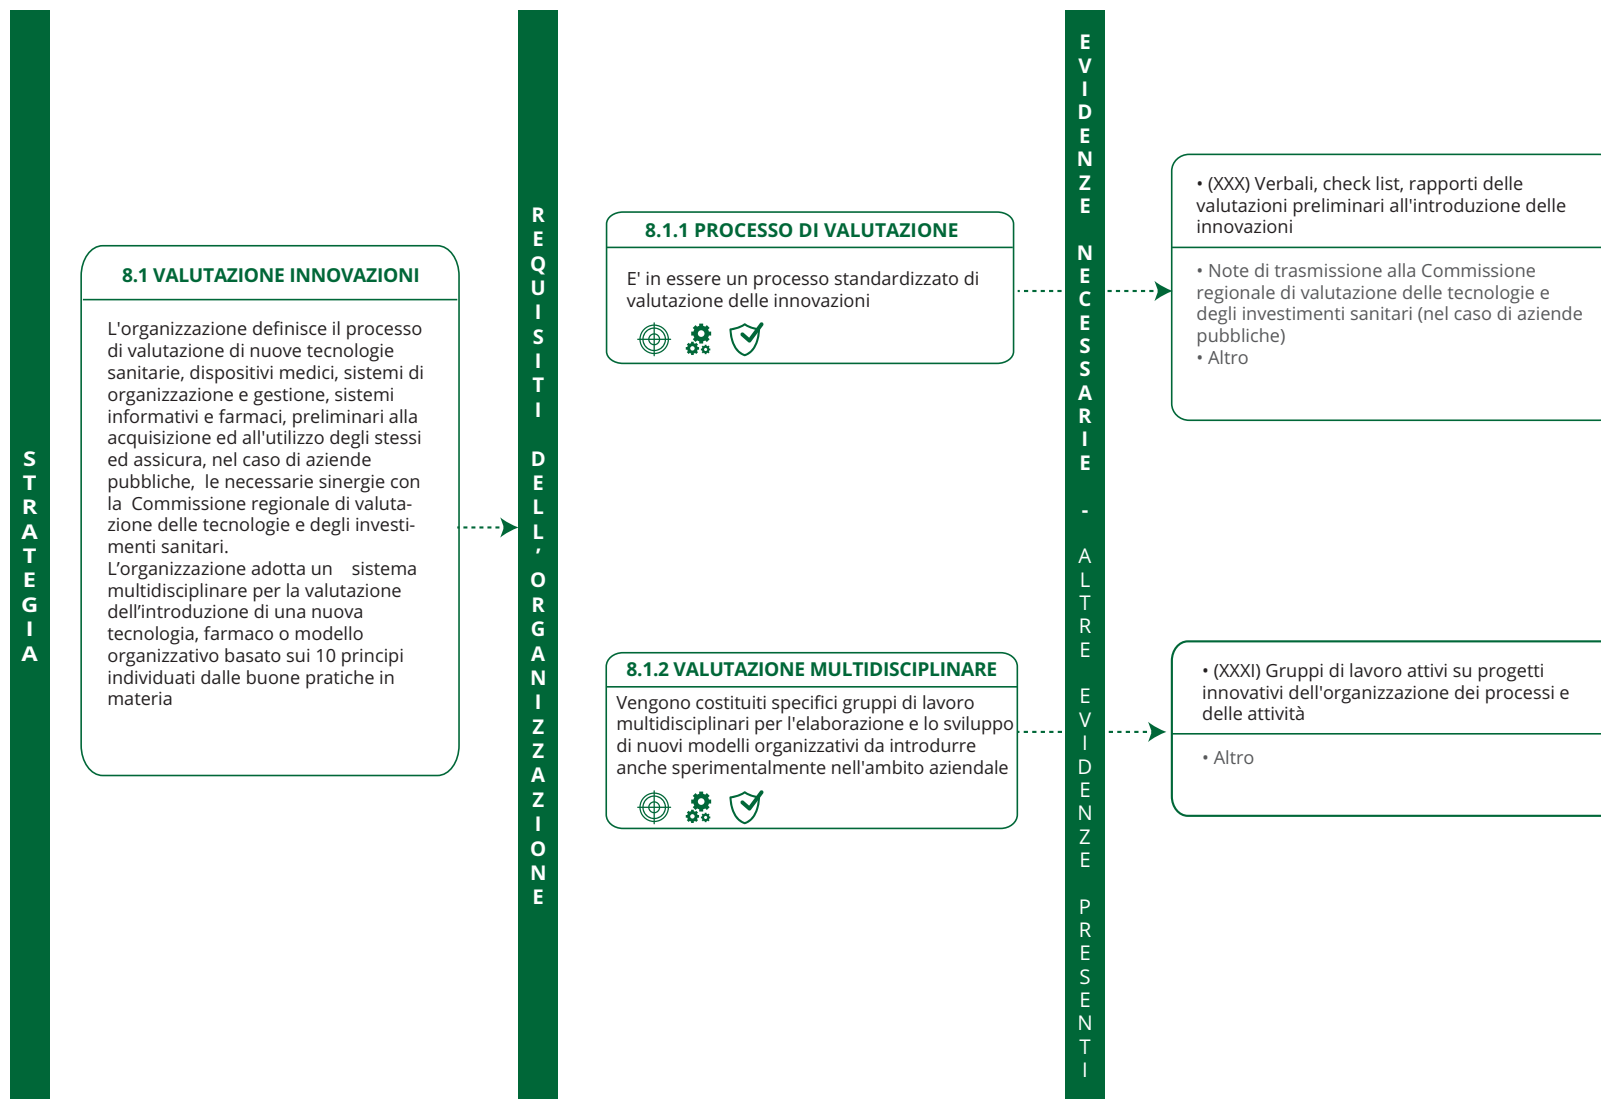 STRATEGIA
8.1 VALUTAZIONE INNOVAZIONI
L'organizzazione definisce il processo
di valutazione di nuove tecnologie
sanitarie, dispositivi medici, sistemi di
organizzazione e gestione, sistemi
informativi e farmaci, preliminari alla
acquisizione ed all'utilizzo degli stessi
ed assicura, nel caso di aziende
pubbliche, le necessarie sinergie con
la Commissione regionale di valuta-
zione delle tecnologie e degli investi-
menti sanitari.
L’organizzazione adotta un sistema
multidisciplinare per la valutazione
dell’introduzione di una nuova
tecnologia, farmaco o modello
organizzativo basato sui 10 principi
individuati dalle buone pratiche in
materia
REQUISITI DELL’ORGANIZZAZIONE
8.1.1 PROCESSO DI VALUTAZIONE
E' in essere un processo standardizzato di
valutazione delle innovazioni
8.1.2 VALUTAZIONE MULTIDISCIPLINARE
Vengono costituiti specifici gruppi di lavoro
multidisciplinari per l'elaborazione e lo sviluppo
di nuovi modelli organizzativi da introdurre
anche sperimentalmente nell'ambito aziendale
EVIDENZE NECESSARIE - ALTRE EVIDENZE PRESENTI
• (XXX) Verbali, check list, rapporti delle
valutazioni preliminari all'introduzione delle
innovazioni
• Note di trasmissione alla Commissione
regionale di valutazione delle tecnologie e
degli investimenti sanitari (nel caso di aziende
pubbliche)
• Altro
• (XXXI) Gruppi di lavoro attivi su progetti
innovativi dell'organizzazione dei processi e
delle attività
• Altro